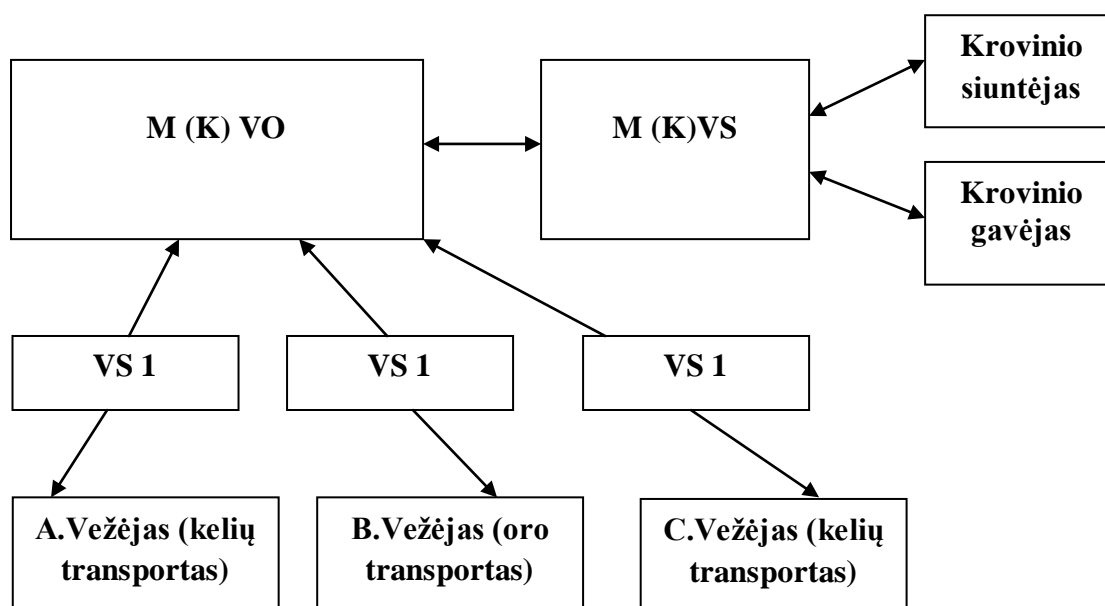 Krovinio
siuntėjas
M (K) VO
M (K)VS
Krovinio
gavėjas
VS 1
VS 1
VS 1
A.Vežėjas (kelių
transportas)
B.Vežėjas (oro
transportas)
C.Vežėjas (kelių
transportas)